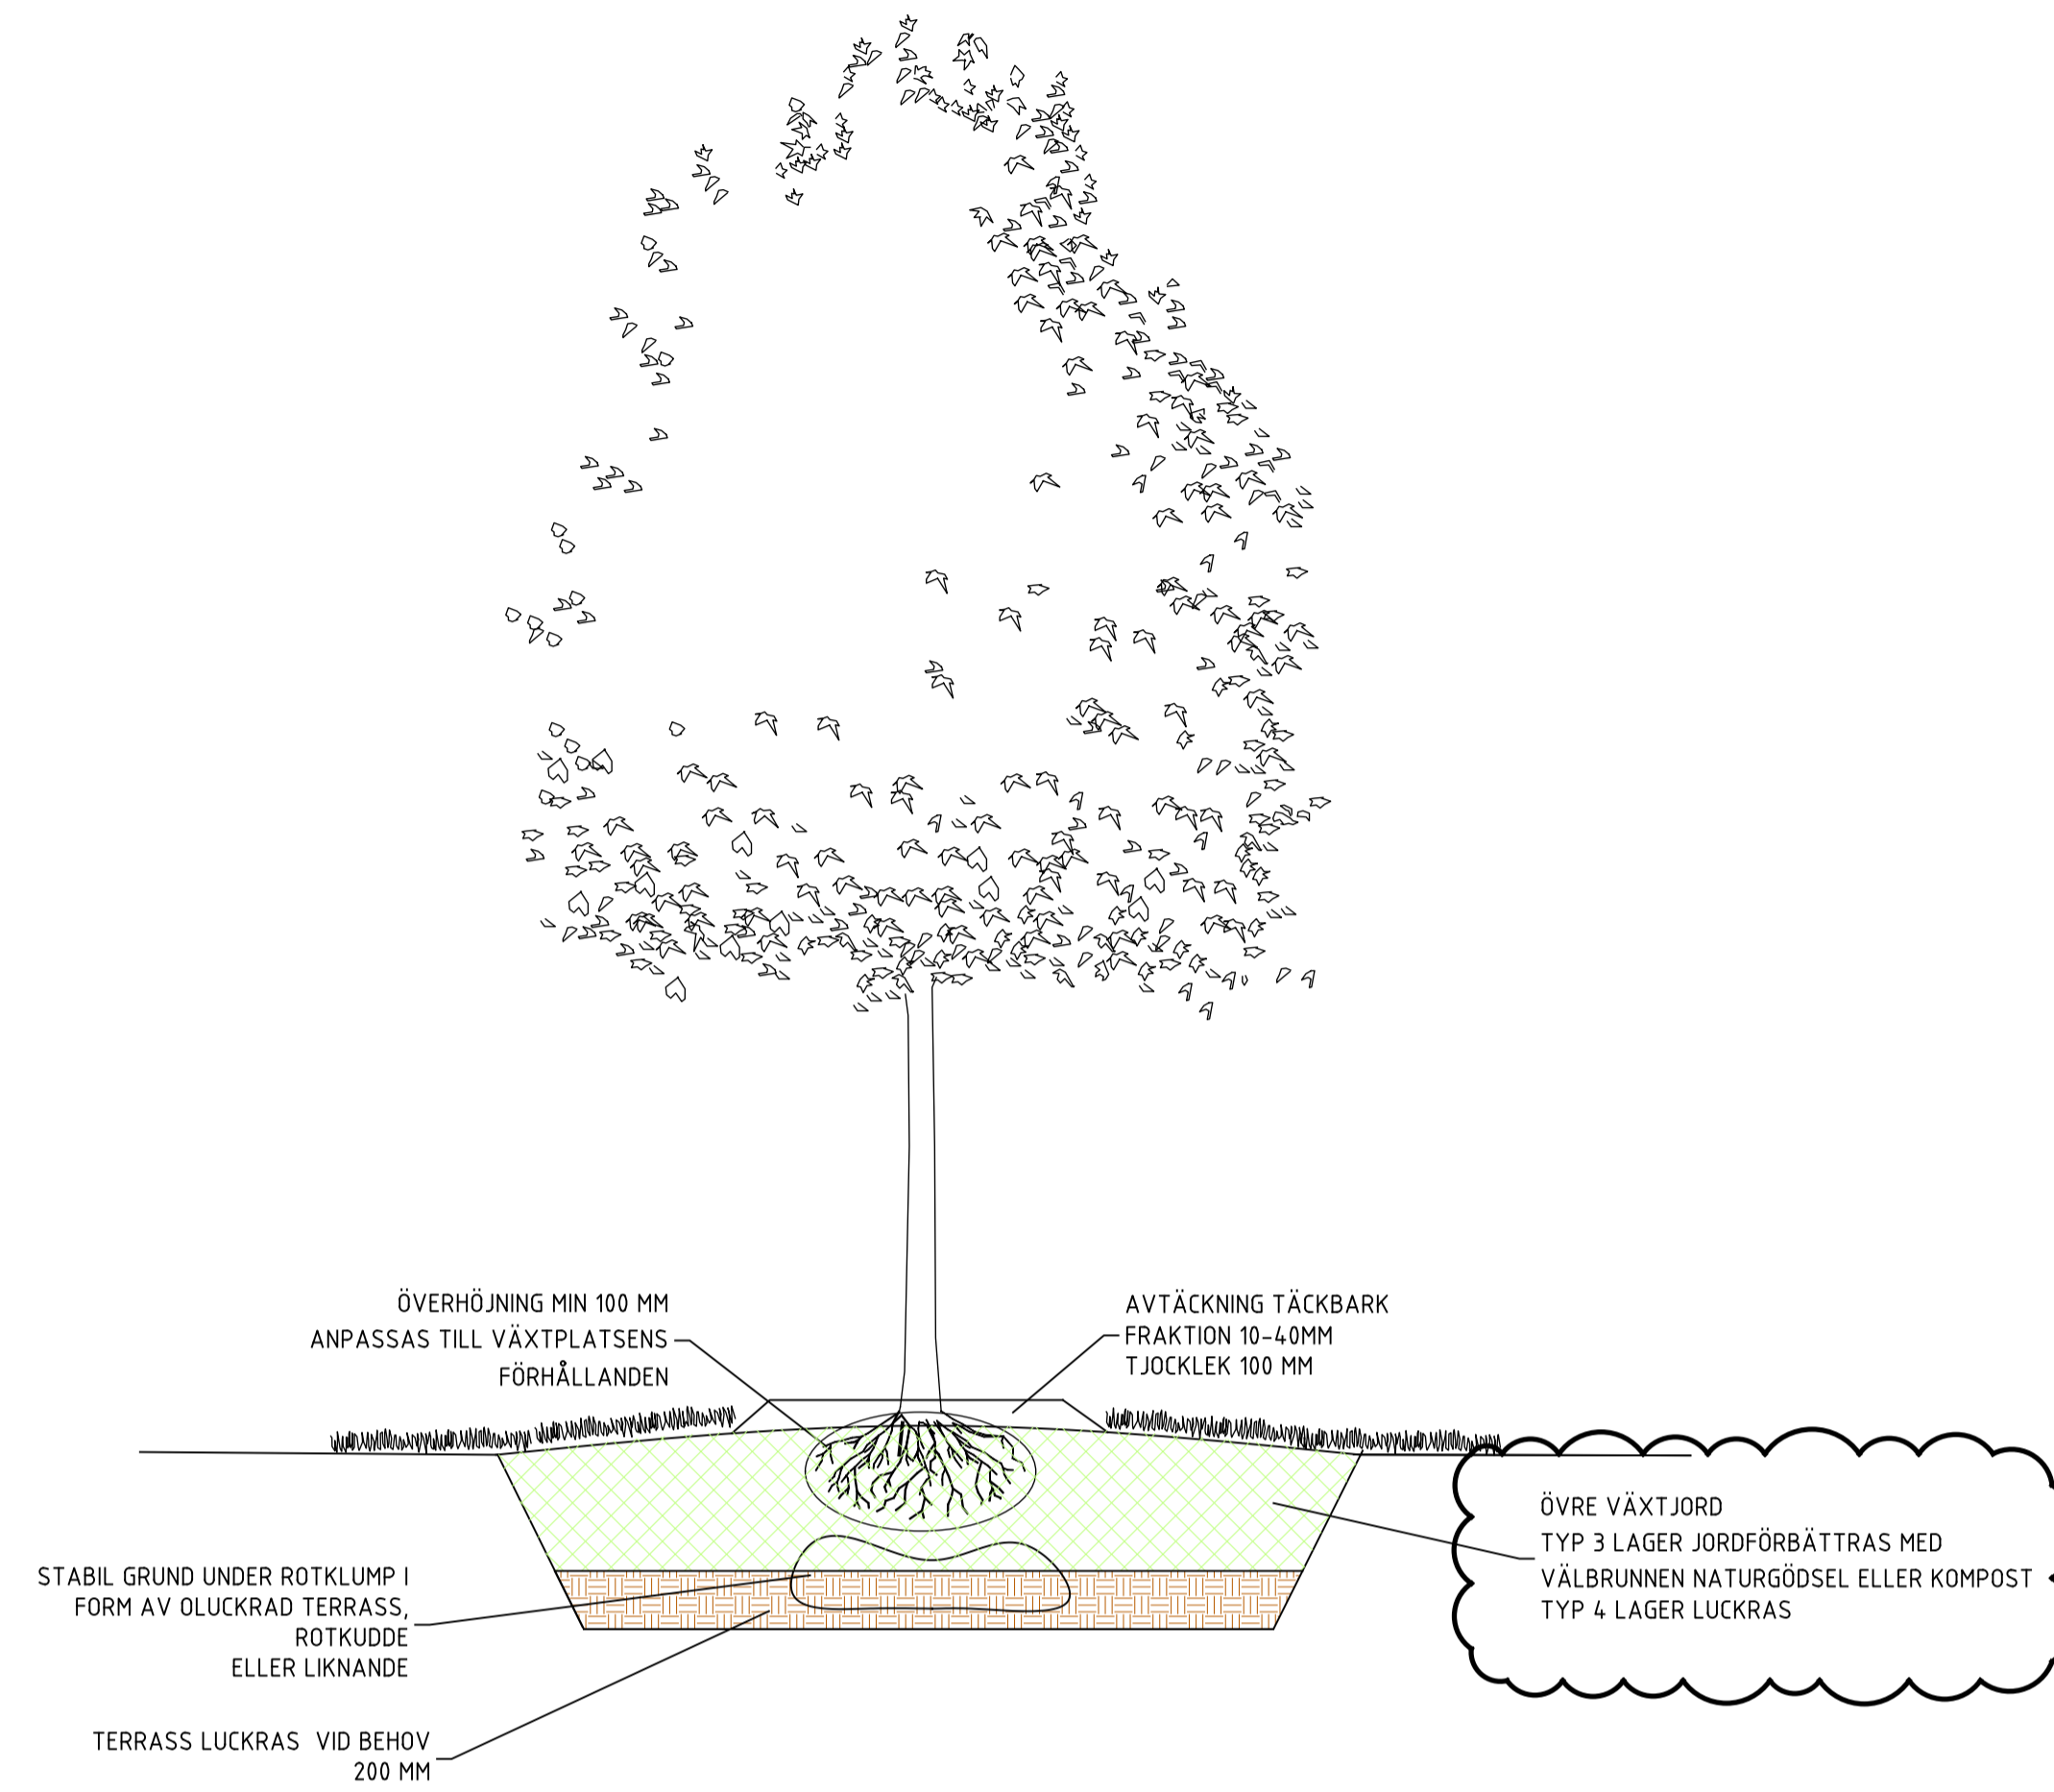 ÖVERHÖJNING MIN 100 MM
ANPASSAS TILL VÄXTPLATSENS
FÖRHÅLLANDEN
AVTÄCKNING TÄCKBARK
FRAKTION 10-40MM
TJOCKLEK 100 MM
ÖVRE VÄXTJORD
TYP 3 LAGER JORDFÖRBÄTTRAS MED
VÄLBRUNNEN NATURGÖDSEL ELLER KOMPOST
TYP 4 LAGER LUCKRAS
STABIL GRUND UNDER ROTKLUMP I
FORM AV OLUCKRAD TERRASS,
ROTKUDDE
ELLER LIKNANDE
TERRASS LUCKRAS  VID BEHOV
200 MM